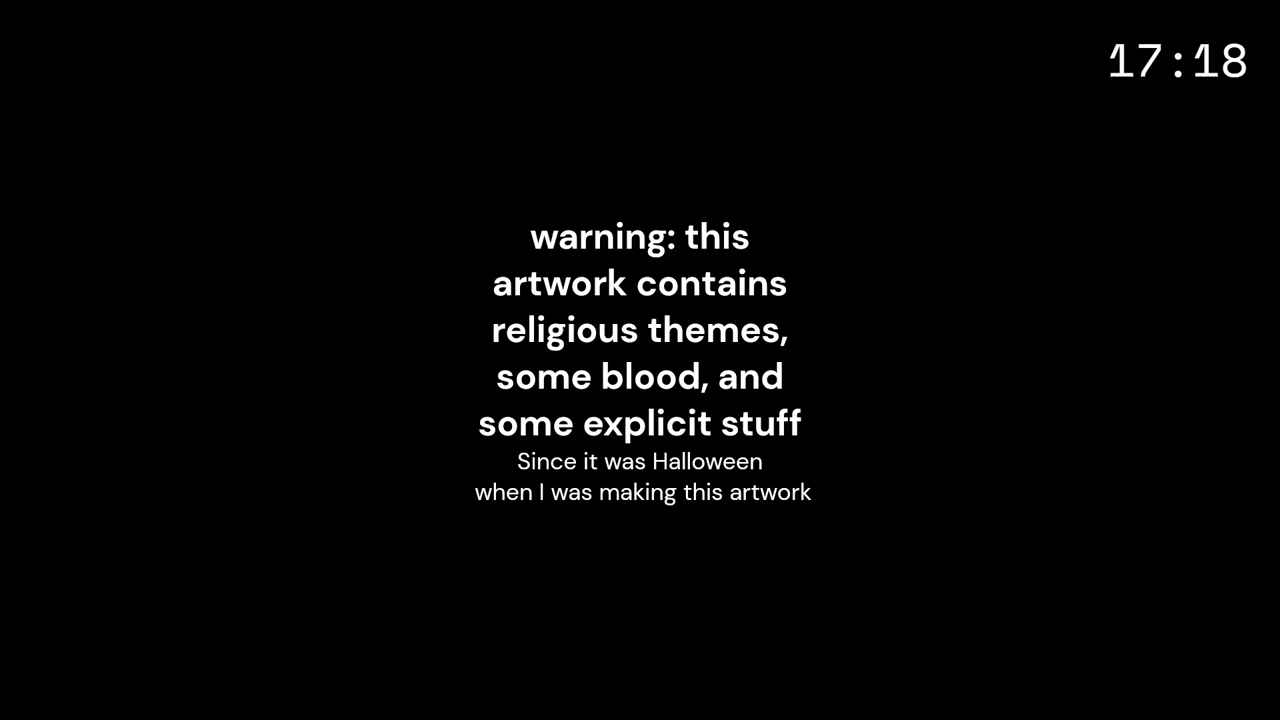 17:18
warning: this
artwork contains
religious themes,
some blood, and
some explicit stuff
Since it was Halloween
when I was making this artwork